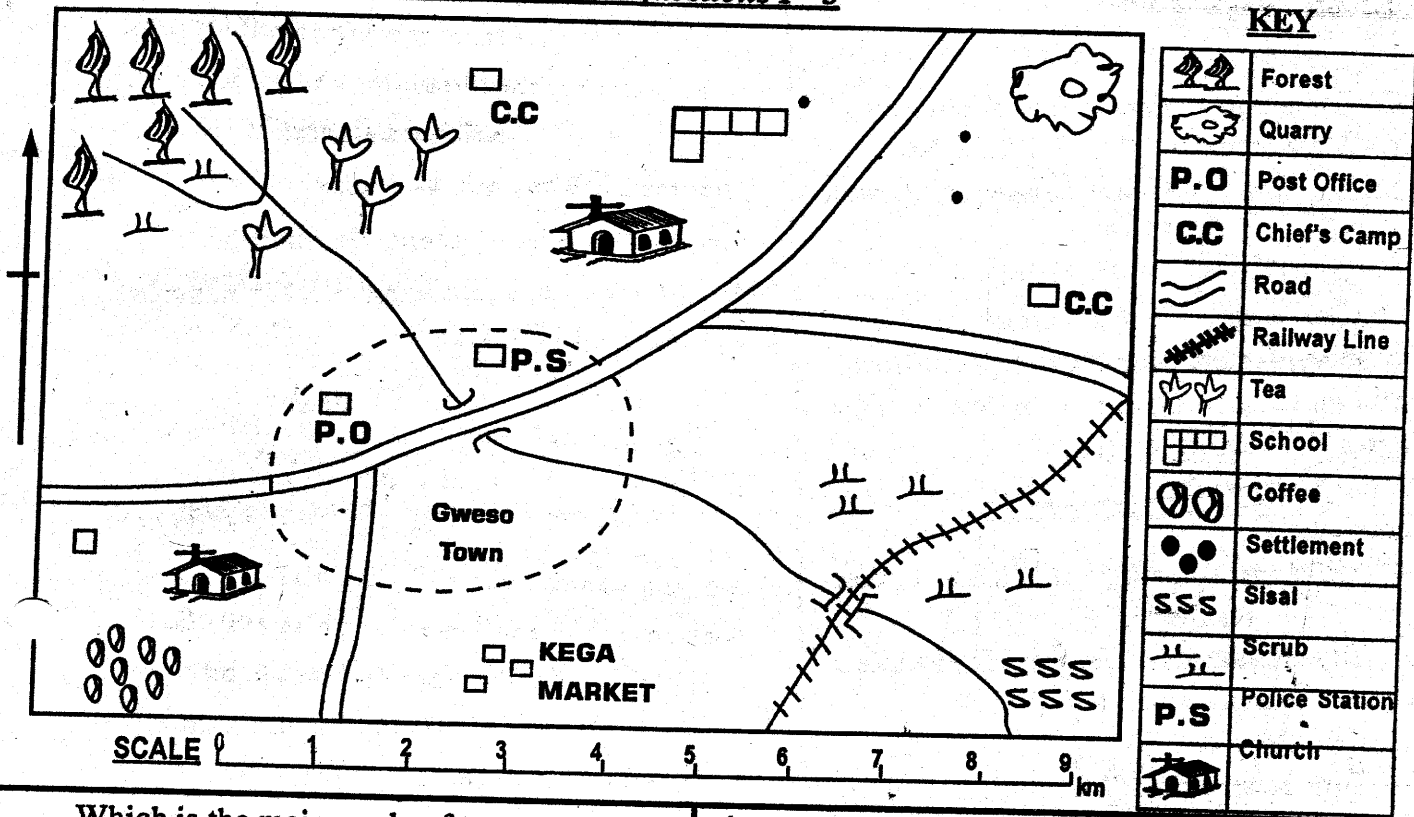 KEY
Forest
Quarry
P.O Post Office
C.C Chief's Camp
Road
Railway Line
Tea
School
Coffee
Settlement
Sisal
Scrub
P.S Police Station
Church
C.C
C.C
P.S
P.O
Gweso
Town
KEGA
MARKET
SCALE 0 1 2 3 4 5 6 7 8 9 km
Which is the